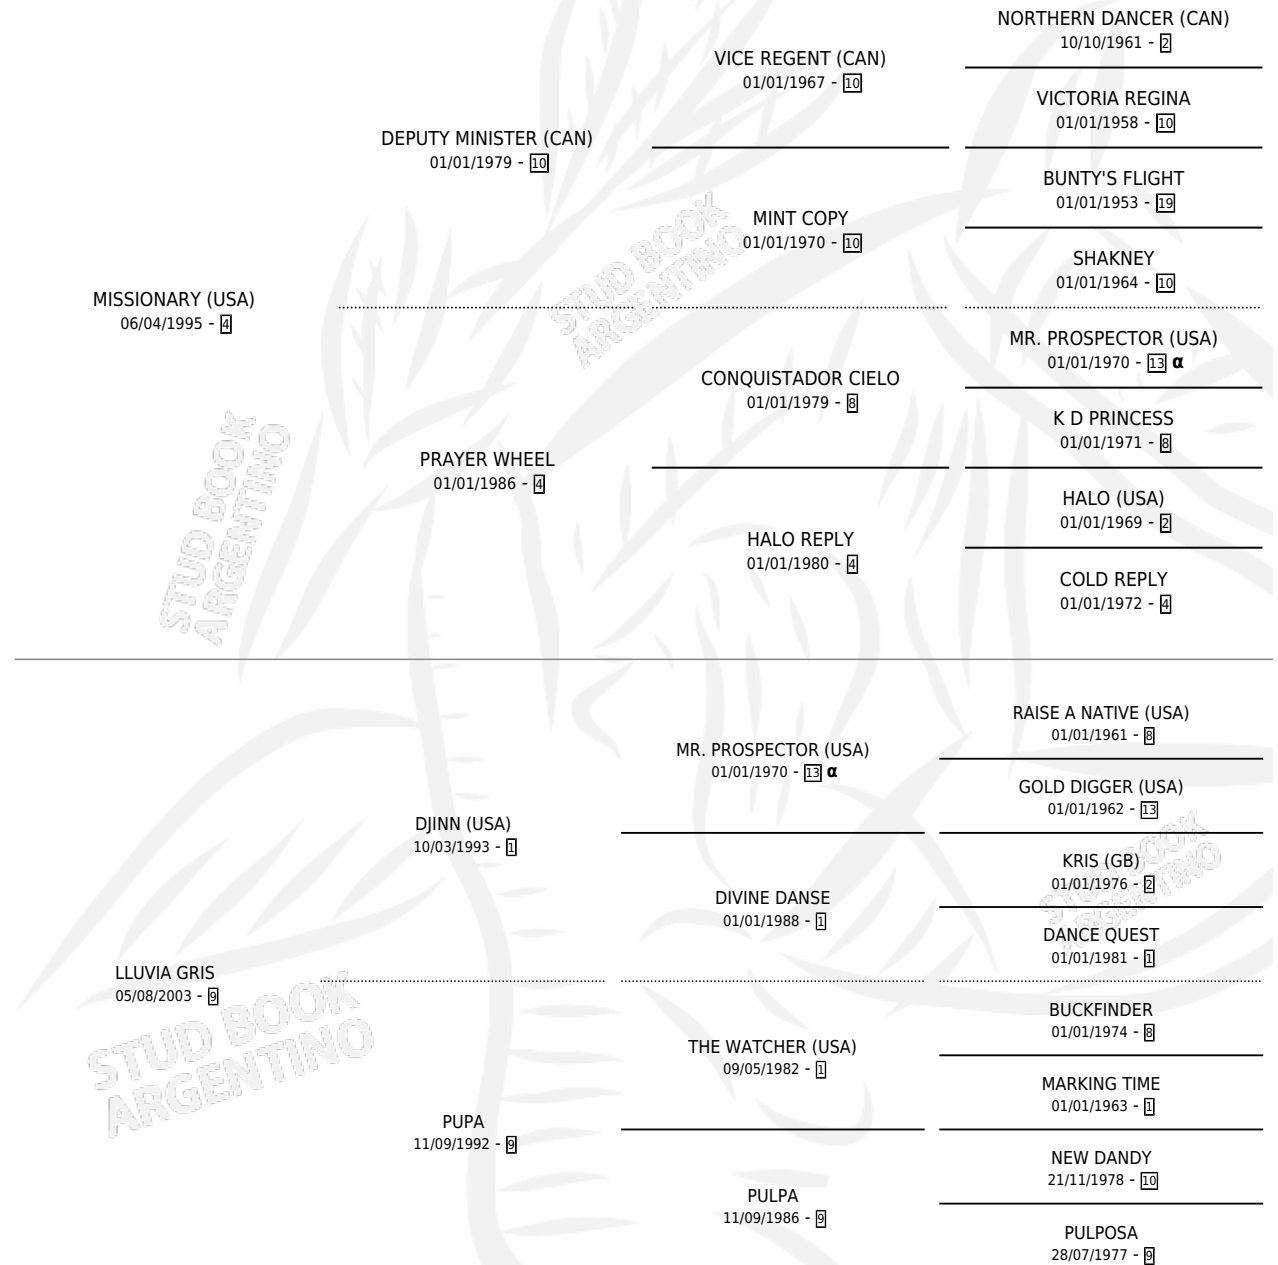 NORTHERN DANCER (CAN)
10/10/1961 - 2
VICE REGENT (CAN)
01/01/1967 - 10
VICTORIA REGINA
01/01/1958 - 10
DEPUTY MINISTER (CAN)
01/01/1979 - 10
BUNTY'S FLIGHT
01/01/1953 - 19
MINT COPY
01/01/1970 - 10
SHAKNEY
01/01/1964 - 10
MISSIONARY (USA)
06/04/1995 - 4
MR. PROSPECTOR (USA)
01/01/1970 - 13 α
CONQUISTADOR CIELO
01/01/1979 - 8
K D PRINCESS
01/01/1971 - 8
PRAYER WHEEL
01/01/1986 - 4
HALO (USA)
01/01/1969 - 2
HALO REPLY
01/01/1980 - 4
COLD REPLY
01/01/1972 - 4
RAISE A NATIVE (USA)
01/01/1961 - 8
MR. PROSPECTOR (USA)
01/01/1970 - 13 α
GOLD DIGGER (USA)
01/01/1962 - 13
DJINN (USA)
10/03/1993 - 1
KRIS (GB)
01/01/1976 - 2
DIVINE DANSE
01/01/1988 - 1
DANCE QUEST
01/01/1981 - 1
LLUVIA GRIS
05/08/2003 - 9
BUCKFINDER
01/01/1974 - 8
THE WATCHER (USA)
09/05/1982 - 1
MARKING TIME
01/01/1963 - 1
PUPA
11/09/1992 - 9
NEW DANDY
21/11/1978 - 10
PULPA
11/09/1986 - 9
PULPOSA
28/07/1977 - 9
STUD BOOK
ARGENTINO
STUD BOOK
ARGENTINO
STUD BOOK
ARGENTINO
STUD BOOK
ARGENTINO